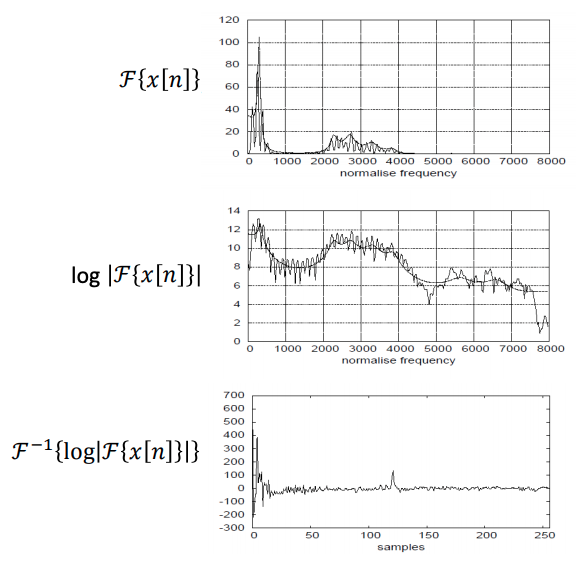 120
100
80
60
40
20
0
0 1000 2000 3000 4000 5000 6000 7000 8000
normalise frequency
ℱ{x[n]}
14
12
10
8
6
4
2
0
0 1000 2000 3000 4000 5000 6000 7000 8000
normalise frequency
log |ℱ{x[n]}|
700
600
500
400
300
200
100
0
-100
-200
-300
0 50 100 150 200 250
samples
ℱ⁻¹{log|ℱ{x[n]}|}